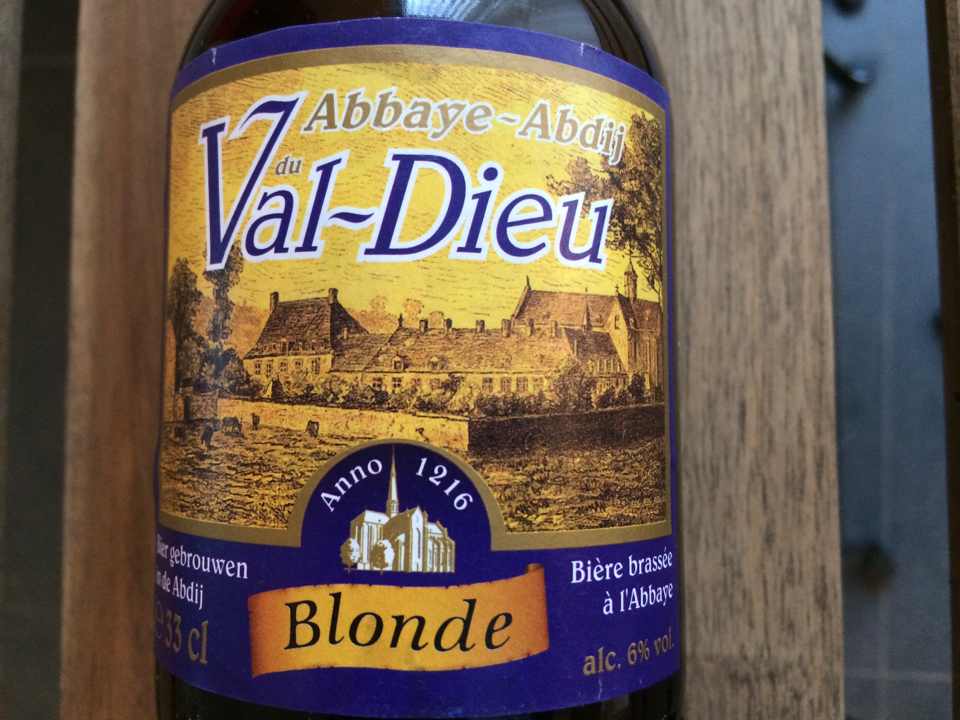 Abbaye-Abdij
du
Val~Dieu
Anno 1216
Bier gebrouwen
in de Abdij
33 cl
Blonde
Bière brassée
à l'Abbaye
alc. 6% vol.